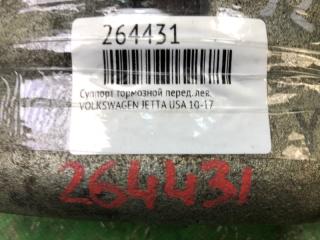 264431
Суппорт тормозной перед. лев.
VOLKSWAGEN JETTA USA 10-17
264431